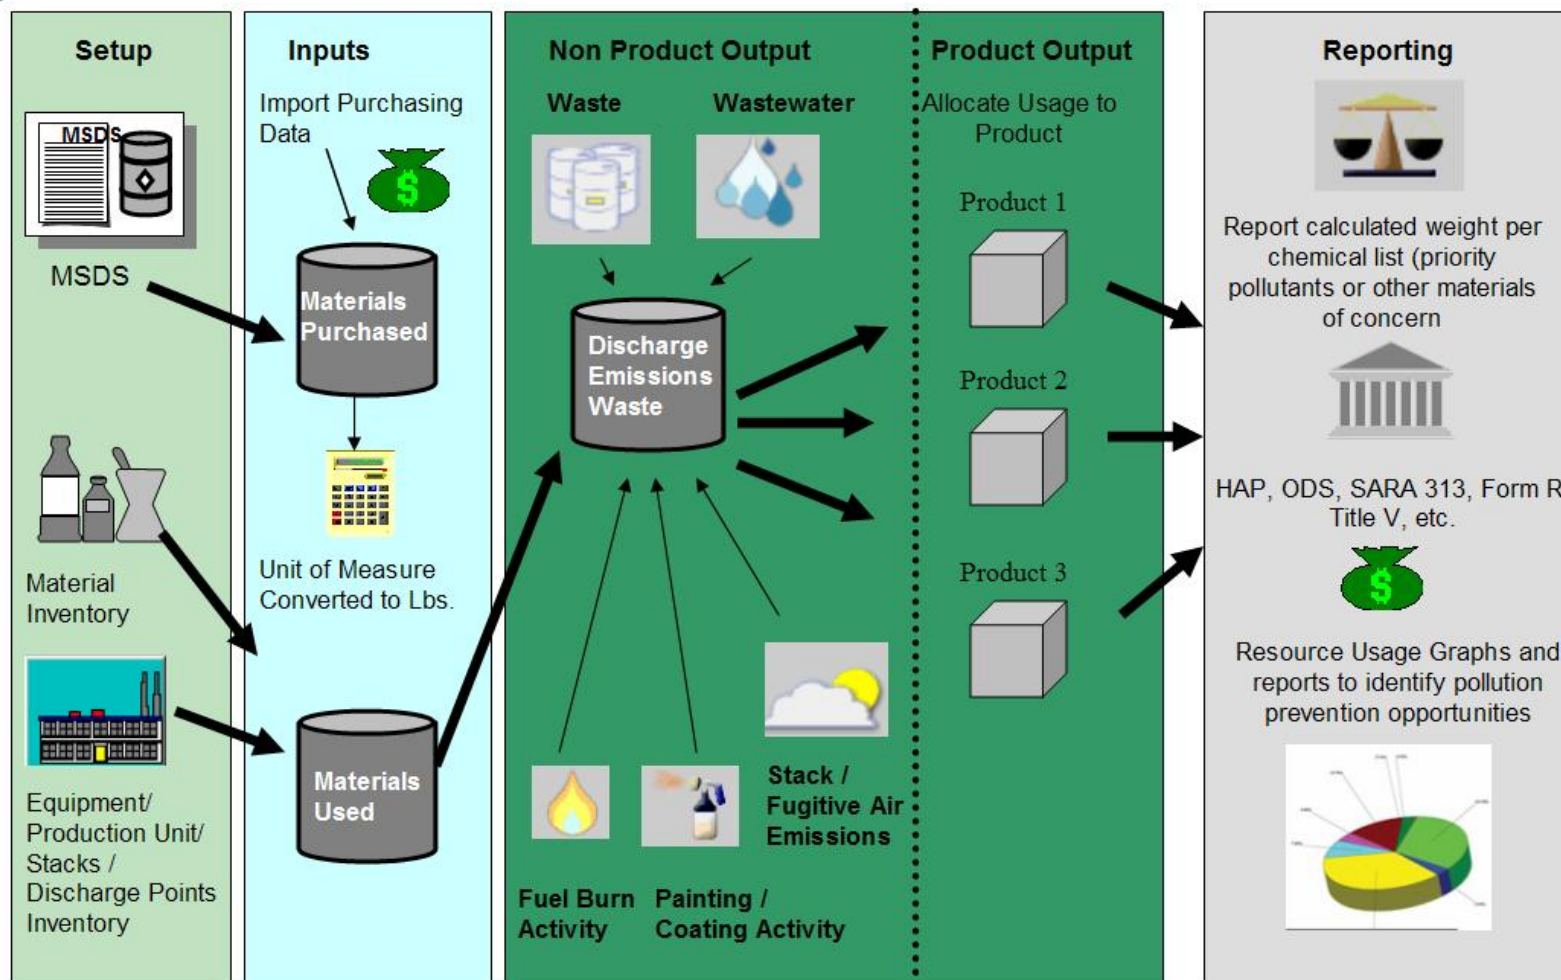 Setup
MSDS
MSDS
Material
Inventory
Equipment/
Production Unit/
Stacks /
Discharge Points
Inventory
Inputs
Import Purchasing
Data
$
Materials
Purchased
Unit of Measure
Converted to Lbs.
Materials
Used
Non Product Output
Waste
Wastewater
Discharge
Emissions
Waste
Stack /
Fugitive Air
Emissions
Fuel Burn
Activity
Painting /
Coating Activity
Product Output
Allocate Usage to
Product
Product 1
Product 2
Product 3
Reporting
Report calculated weight per
chemical list (priority
pollutants or other materials
of concern
HAP, ODS, SARA 313, Form R
Title V, etc.
$
Resource Usage Graphs and
reports to identify pollution
prevention opportunities